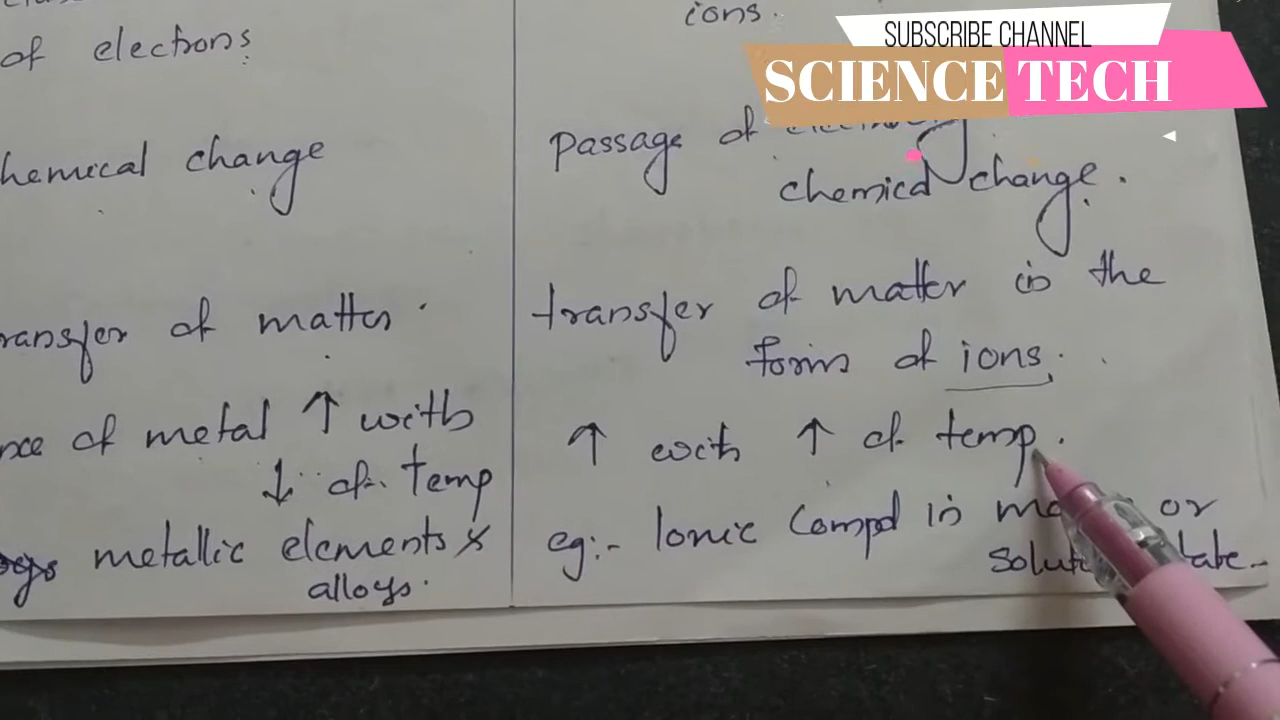 of electrons
hemical change
ransfer of matter.
nce of metal ↑ with
↓ of temp
metallic elements &
alloys.
ions.
passage of
chemical change.
transfer of matter in the
form of ions.
↑ with ↑ of temp.
eg:- Ionic Compd in or
SUBSCRIBE CHANNEL
SCIENCE TECH